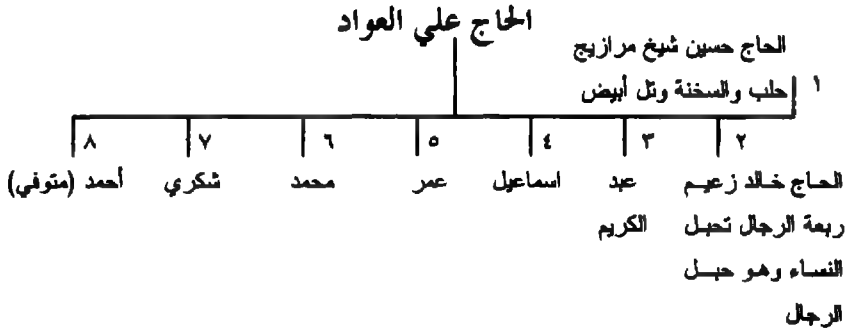 الحاج علي العواد
الحاج حسين شيخ مرازيج
١ حلب والسخنة وتل أبيض
٢ ٣ ٤ ٥ ٦ ٧ ٨
الحاج خالد زعيم عبد اسماعيل عمر محمد شكري أحمد (متوفي)
ربعة الرجال تحبل الكريم
النساء وهو حبل
الرجال